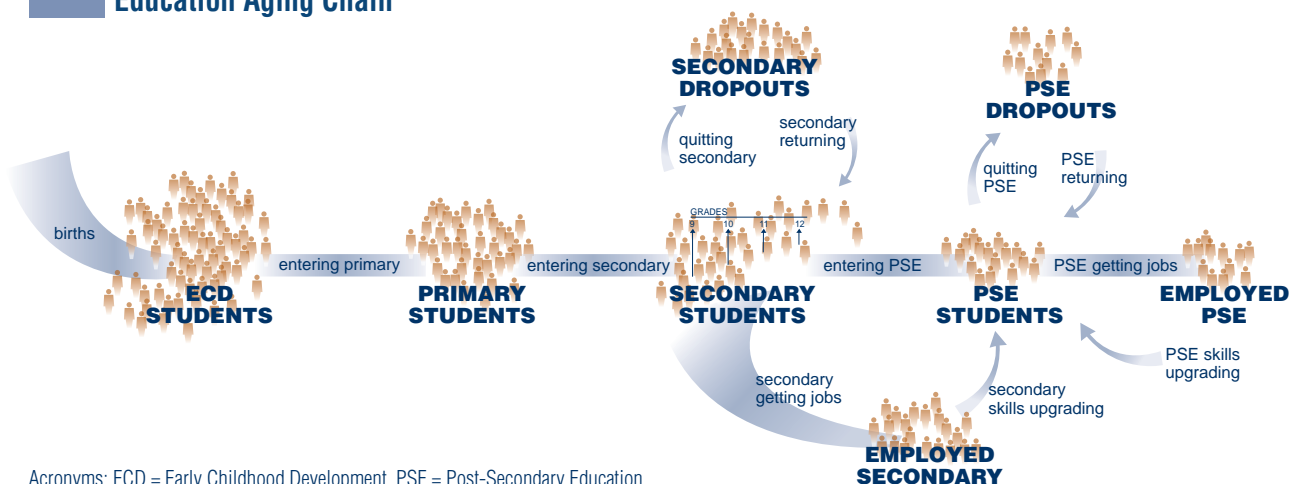 Education Aging Chain
SECONDARY
DROPOUTS
PSE
DROPOUTS
quitting
secondary
secondary
returning
quitting
PSE
PSE
returning
births
GRADES
9 10 11 12
entering primary
entering secondary
entering PSE
PSE getting jobs
ECD
STUDENTS
PRIMARY
STUDENTS
SECONDARY
STUDENTS
PSE
STUDENTS
EMPLOYED
PSE
PSE skills
upgrading
secondary
getting jobs
secondary
skills upgrading
EMPLOYED
SECONDARY
Acronyms: ECD = Early Childhood Development, PSE = Post-Secondary Education